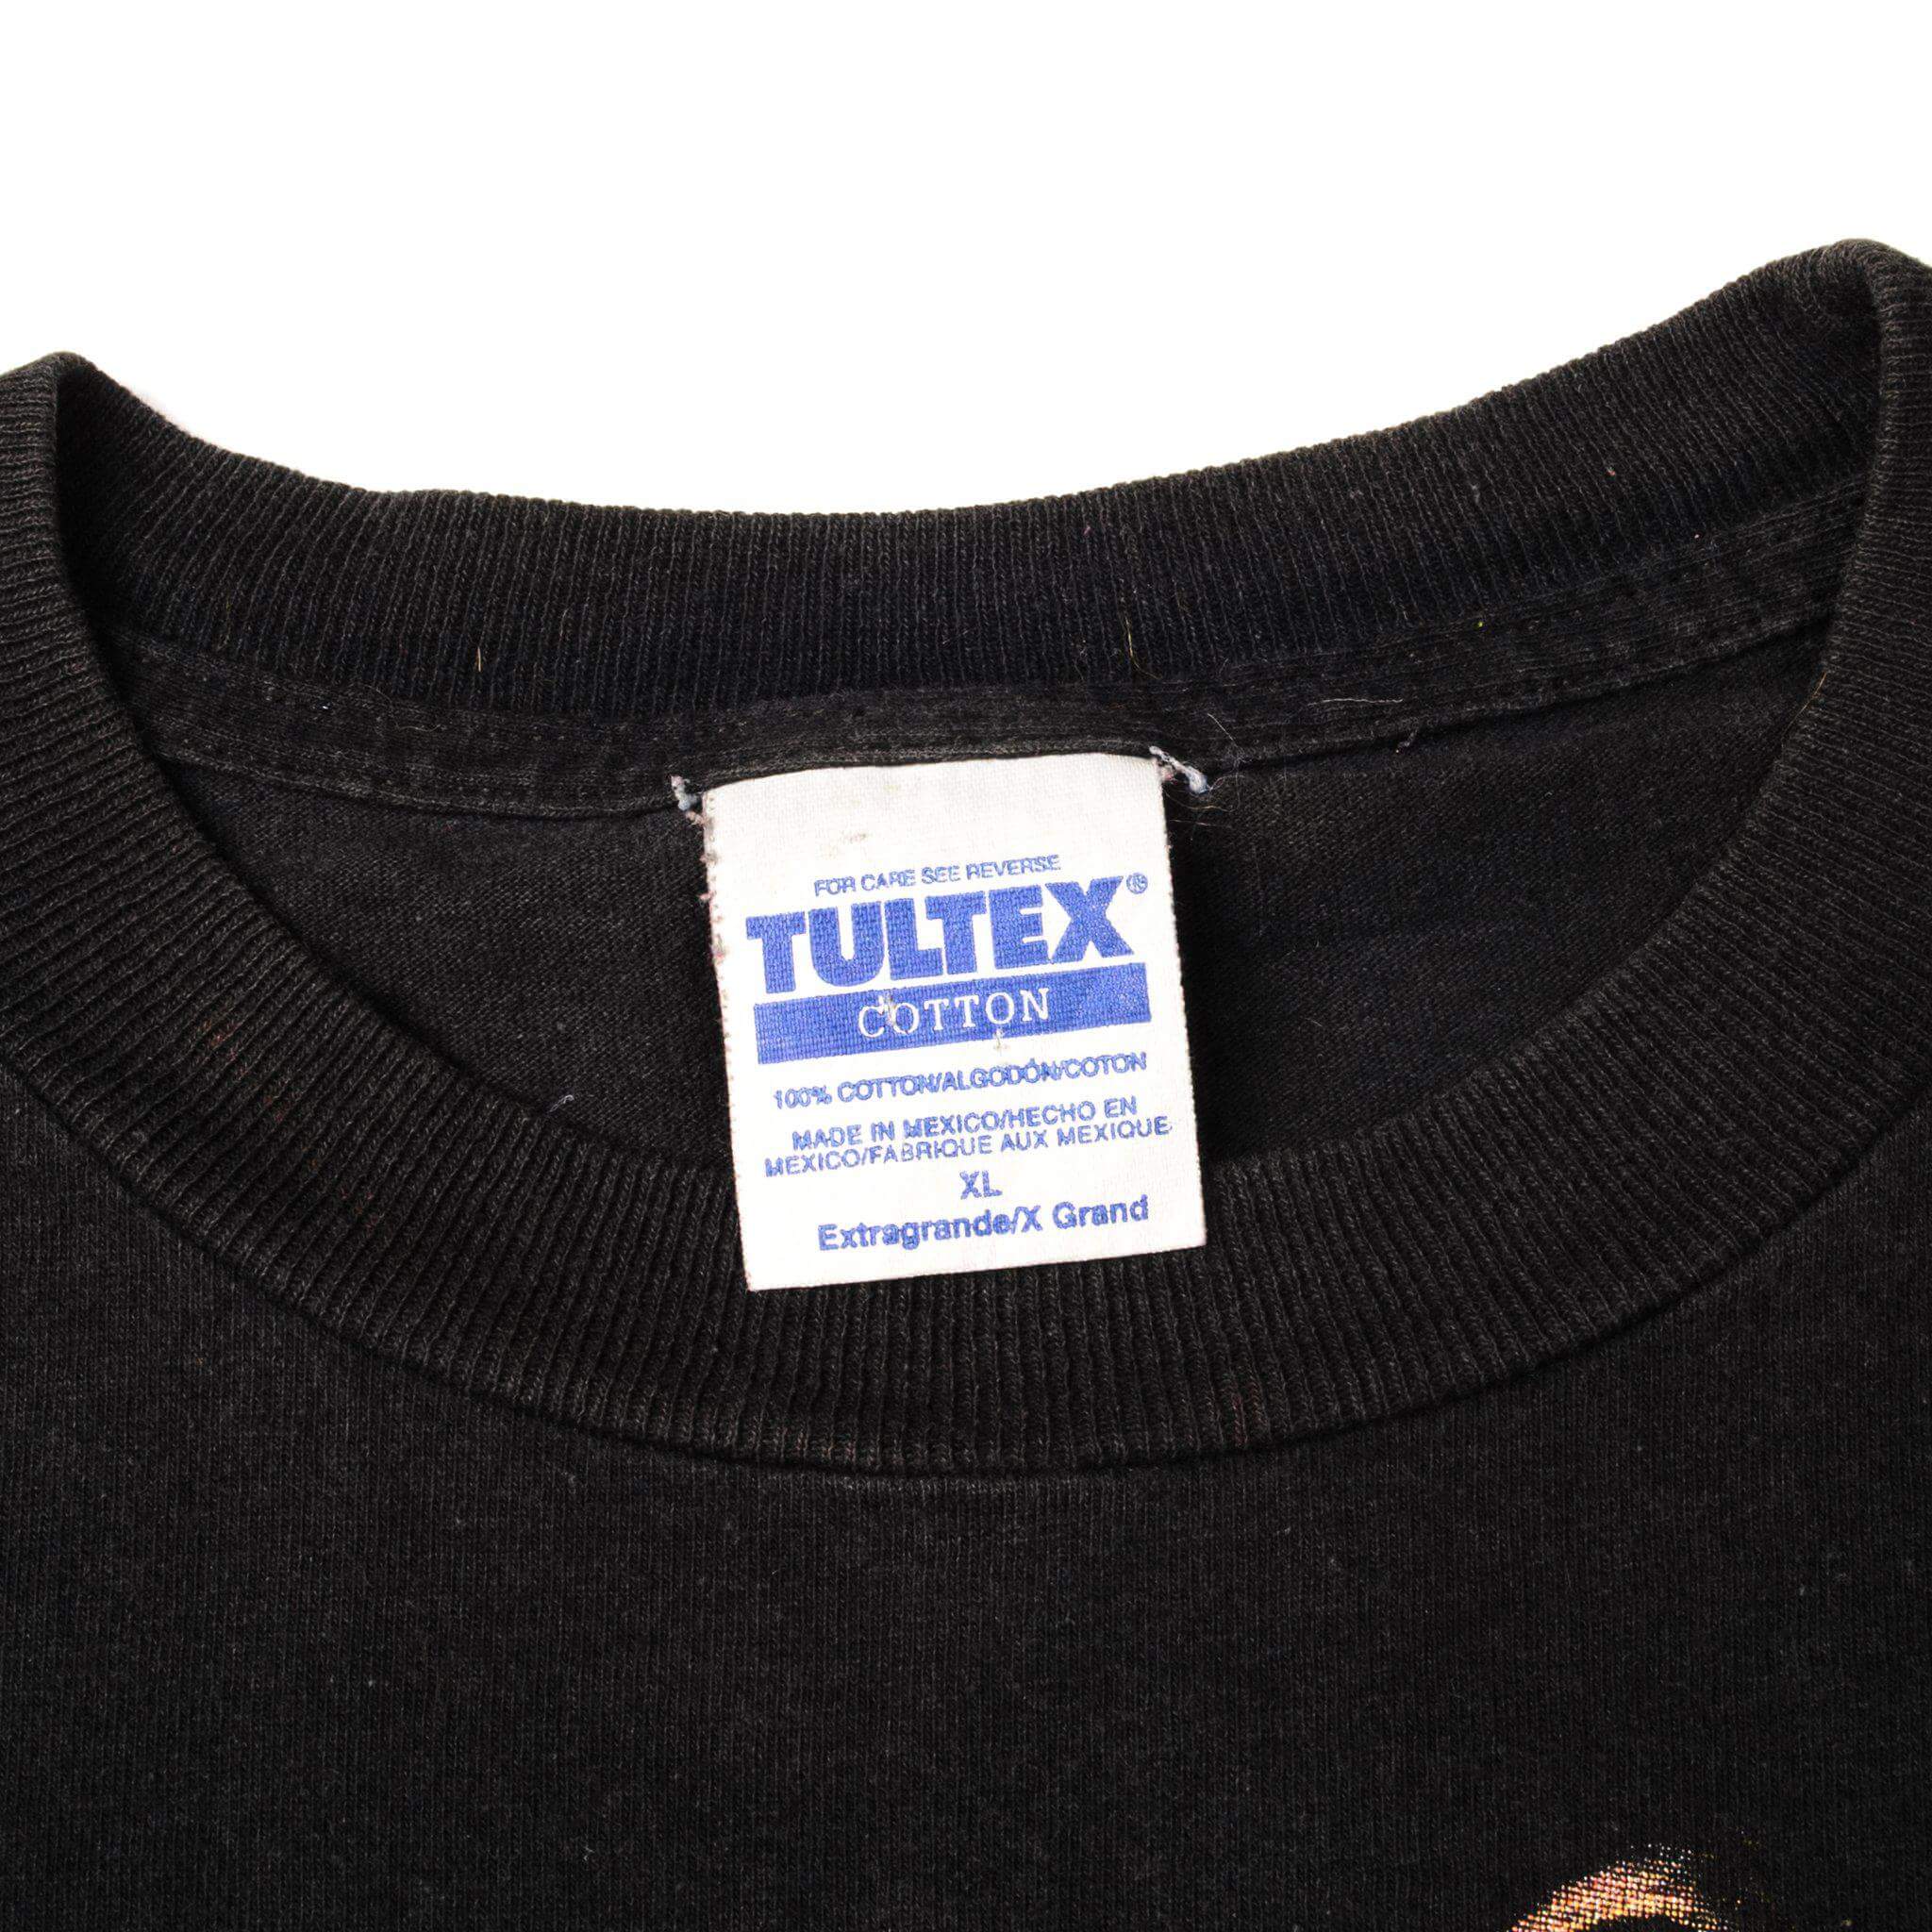 FOR CARE SEE REVERSE
TULTEX®
COTTON
100% COTTON/ALGODÓN/COTON
MADE IN MEXICO/HECHO EN
MEXICO/FABRIQUE AUX MEXIQUE
XL
Extragrande/X Grand